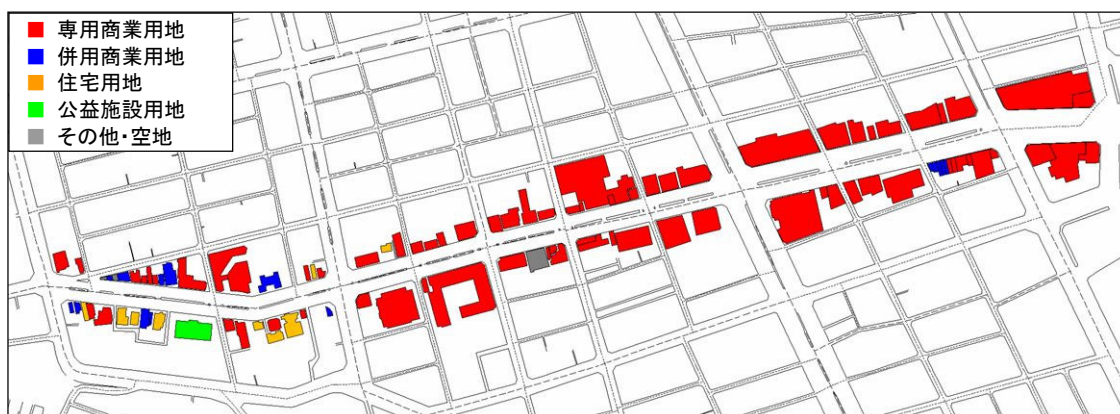 専用商業用地
併用商業用地
住宅用地
公益施設用地
その他・空地